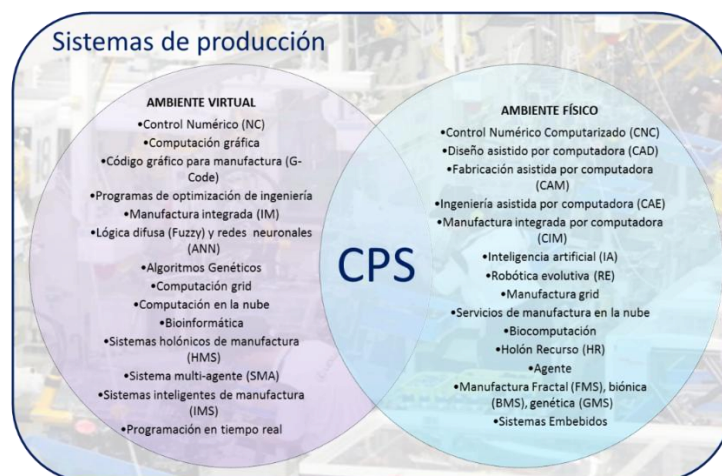 Sistemas de producción
AMBIENTE VIRTUAL
•Control Numérico (NC)
•Computación gráfica
•Código gráfico para manufactura (G-
Code)
•Programas de optimización de ingeniería
•Manufactura integrada (IM)
•Lógica difusa (Fuzzy) y redes neuronales
(ANN)
•Algoritmos Genéticos
•Computación grid
•Computación en la nube
•Bioinformática
•Sistemas holónicos de manufactura
(HMS)
•Sistema multi-agente (SMA)
•Sistemas inteligentes de manufactura
(IMS)
•Programación en tiempo real
CPS
AMBIENTE FÍSICO
•Control Numérico Computarizado (CNC)
•Diseño asistido por computadora (CAD)
•Fabricación asistida por computadora
(CAM)
•Ingeniería asistida por computadora (CAE)
•Manufactura integrada por computadora
(CIM)
•Inteligencia artificial (IA)
•Robótica evolutiva (RE)
•Manufactura grid
•Servicios de manufactura en la nube
•Biocomputación
•Holón Recurso (HR)
•Agente
•Manufactura Fractal (FMS), biónica
(BMS), genética (GMS)
•Sistemas Embebidos